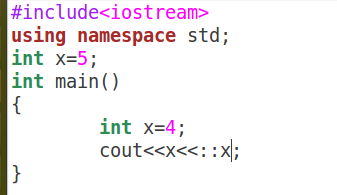 #include<iostream>
using namespace std;
int x=5;
int main()
{
int x=4;
cout<<x<<::x;
}